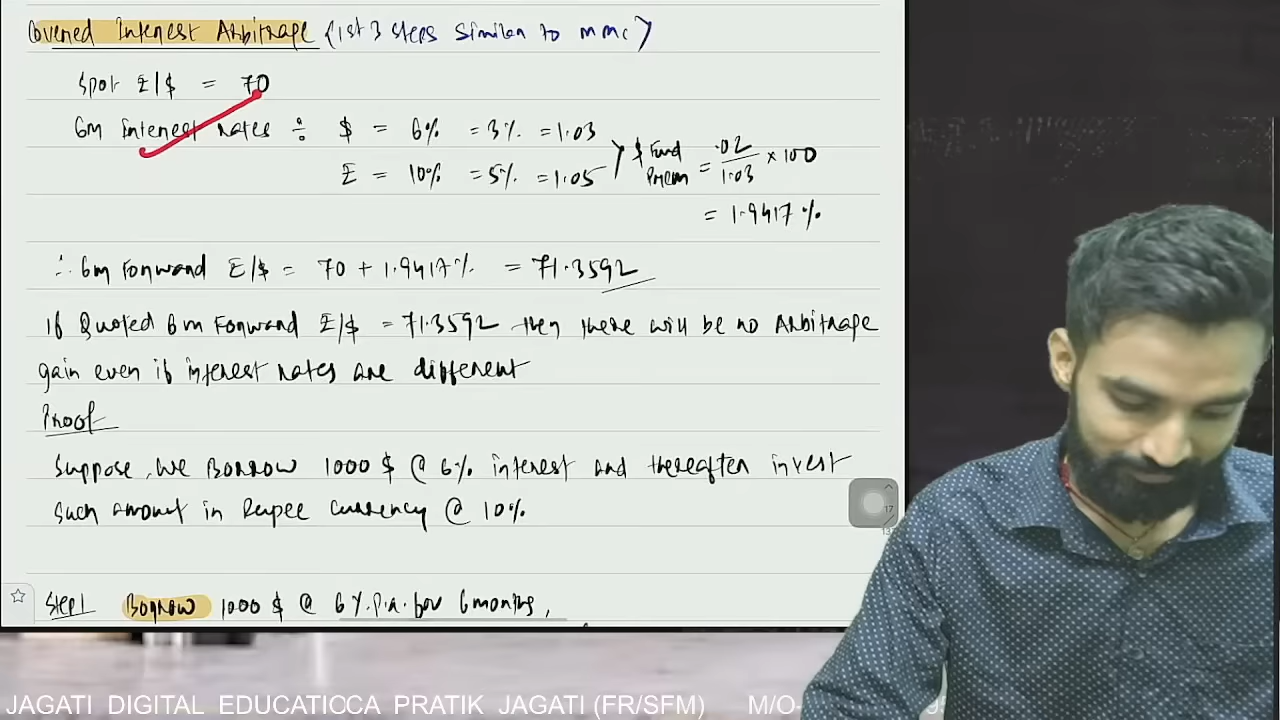 Covered Interest Arbitrage (1st 3 steps similar to MMC)
Spot ₹/$ = 70
6m Interest rates ÷ $ = 6% = 3% = 1.03
₹ = 10% = 5% = 1.05
$ Fwd Prem = .02/1.03 × 100
= 1.9417%
∴ 6m Forward ₹/$ = 70 + 1.9417% = 71.3592
If Quoted 6m Forward ₹/$ = 71.3592 then there will be no Arbitrage
gain even if interest rates are different
Proof
Suppose, we Borrow 1000 $ @ 6% interest and thereafter invest
such amount in Rupee currency @ 10%
17
Step1 Borrow 1000 $ @ 6% p.a. for 6 months,
JAGATI DIGITAL EDUCATIOCCA PRATIK JAGATI (FR/SFM) M/O-